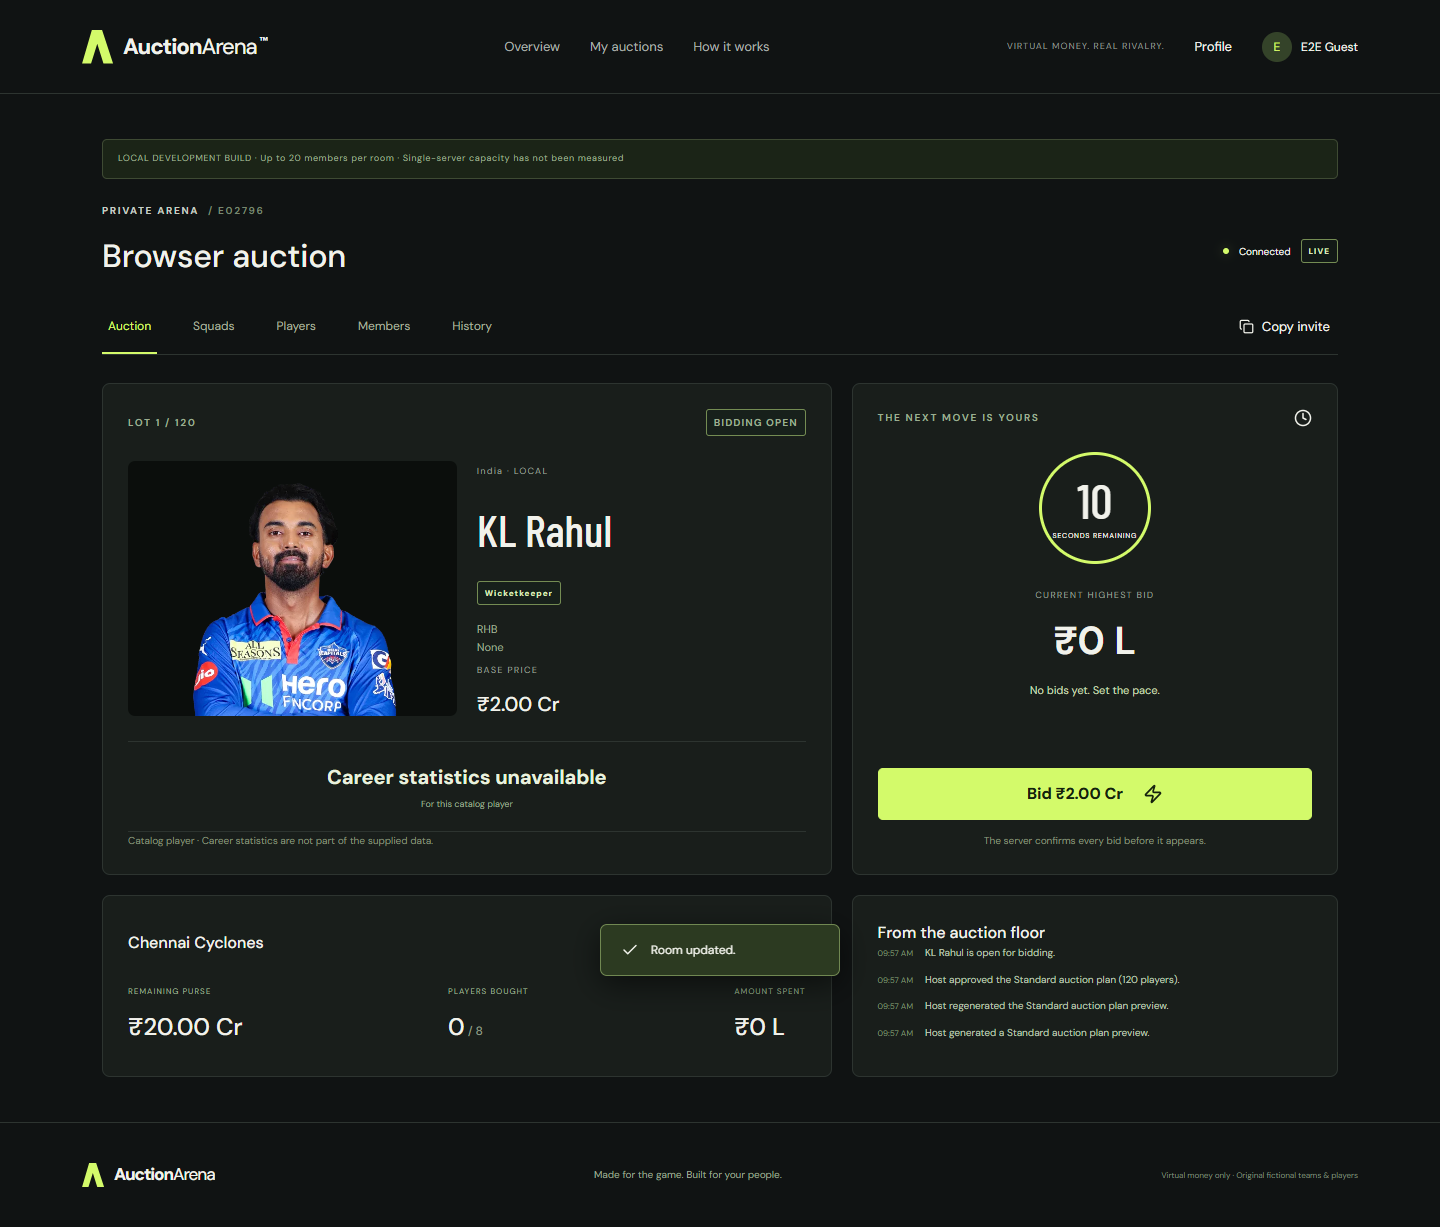 AuctionArena™
Overview
My auctions
How it works
VIRTUAL MONEY. REAL RIVALRY.
Profile
E
E2E Guest
LOCAL DEVELOPMENT BUILD · Up to 20 members per room · Single-server capacity has not been measured
PRIVATE ARENA / E02796
Browser auction
Connected
LIVE
Auction
Squads
Players
Members
History
Copy invite
LOT 1 / 120
BIDDING OPEN
India · LOCAL
KL Rahul
Wicketkeeper
RHB
None
BASE PRICE
₹2.00 Cr
ALL
SEASONS
jio
Hero
FINCORP
Career statistics unavailable
For this catalog player
Catalog player · Career statistics are not part of the supplied data.
THE NEXT MOVE IS YOURS
10
SECONDS REMAINING
CURRENT HIGHEST BID
₹0 L
No bids yet. Set the pace.
Bid ₹2.00 Cr
The server confirms every bid before it appears.
Chennai Cyclones
Room updated.
REMAINING PURSE
₹20.00 Cr
PLAYERS BOUGHT
0 / 8
AMOUNT SPENT
₹0 L
From the auction floor
09:57 AM KL Rahul is open for bidding.
09:57 AM Host approved the Standard auction plan (120 players).
09:57 AM Host regenerated the Standard auction plan preview.
09:57 AM Host generated a Standard auction plan preview.
AuctionArena
Made for the game. Built for your people.
Virtual money only · Original fictional teams & players